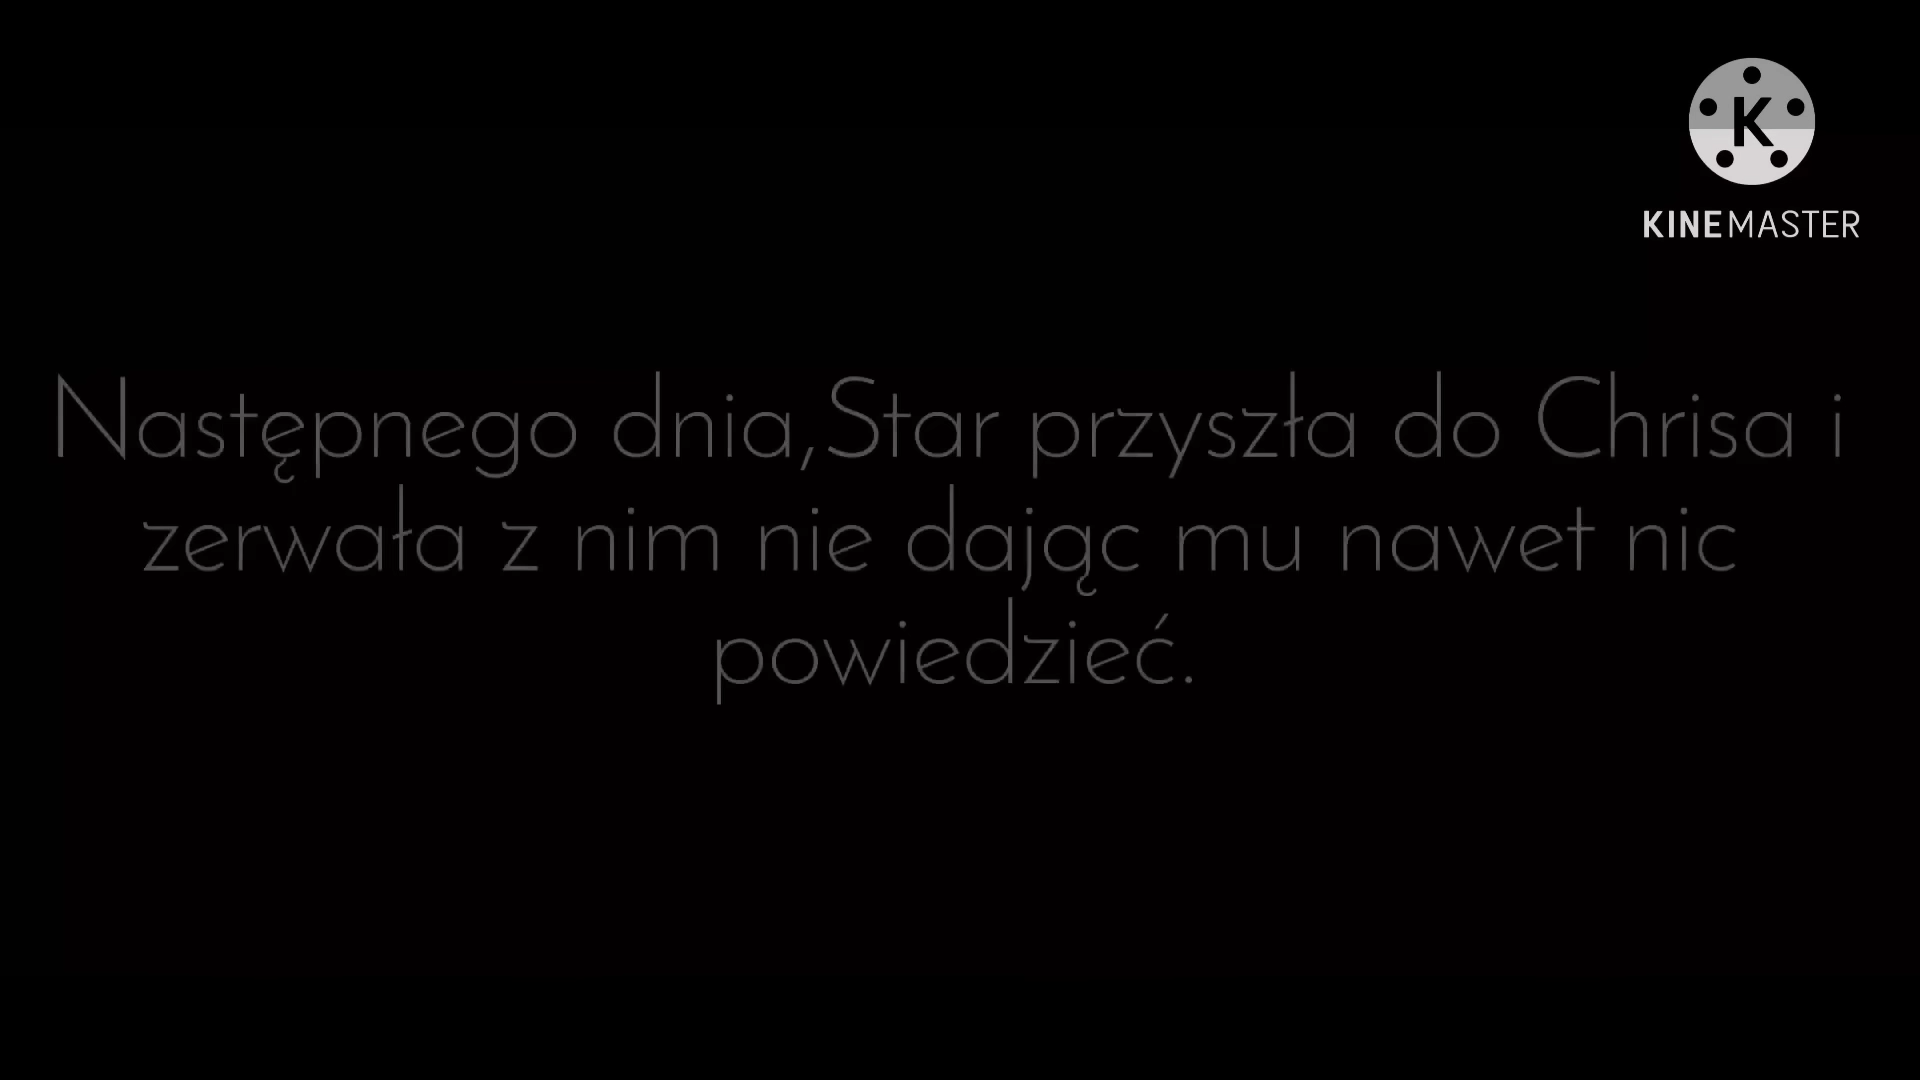 K
KINEMASTER
Następnego dnia,Star przyszła do Chrisa i
zerwała z nim nie dając mu nawet nic
powiedzieć.